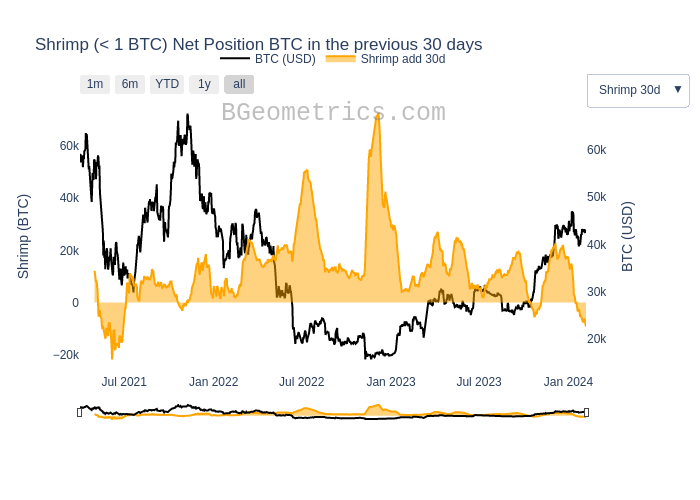 Shrimp (< 1 BTC) Net Position BTC in the previous 30 days
BTC (USD) Shrimp add 30d
1m 6m YTD 1y all
Shrimp 30d ▼
BGeometrics.com
60k
40k
20k
0
−20k
Shrimp (BTC)
60k
50k
40k
30k
20k
BTC (USD)
Jul 2021 Jan 2022 Jul 2022 Jan 2023 Jul 2023 Jan 2024